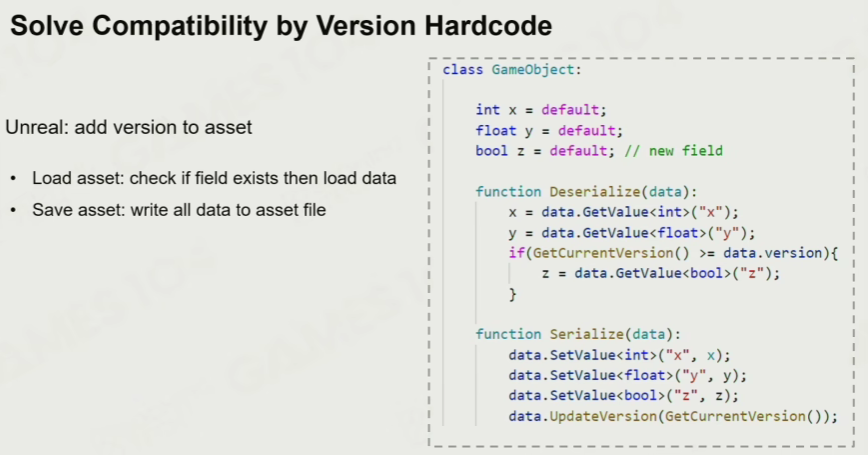 Solve Compatibility by Version Hardcode
Unreal: add version to asset
• Load asset: check if field exists then load data
• Save asset: write all data to asset file
class GameObject:
int x = default;
float y = default;
bool z = default; // new field
function Deserialize(data):
x = data.GetValue<int>("x");
y = data.GetValue<float>("y");
if(GetCurrentVersion() >= data.version){
z = data.GetValue<bool>("z");
}
function Serialize(data):
data.SetValue<int>("x", x);
data.SetValue<float>("y", y);
data.SetValue<bool>("z", z);
data.UpdateVersion(GetCurrentVersion());
GAMES104